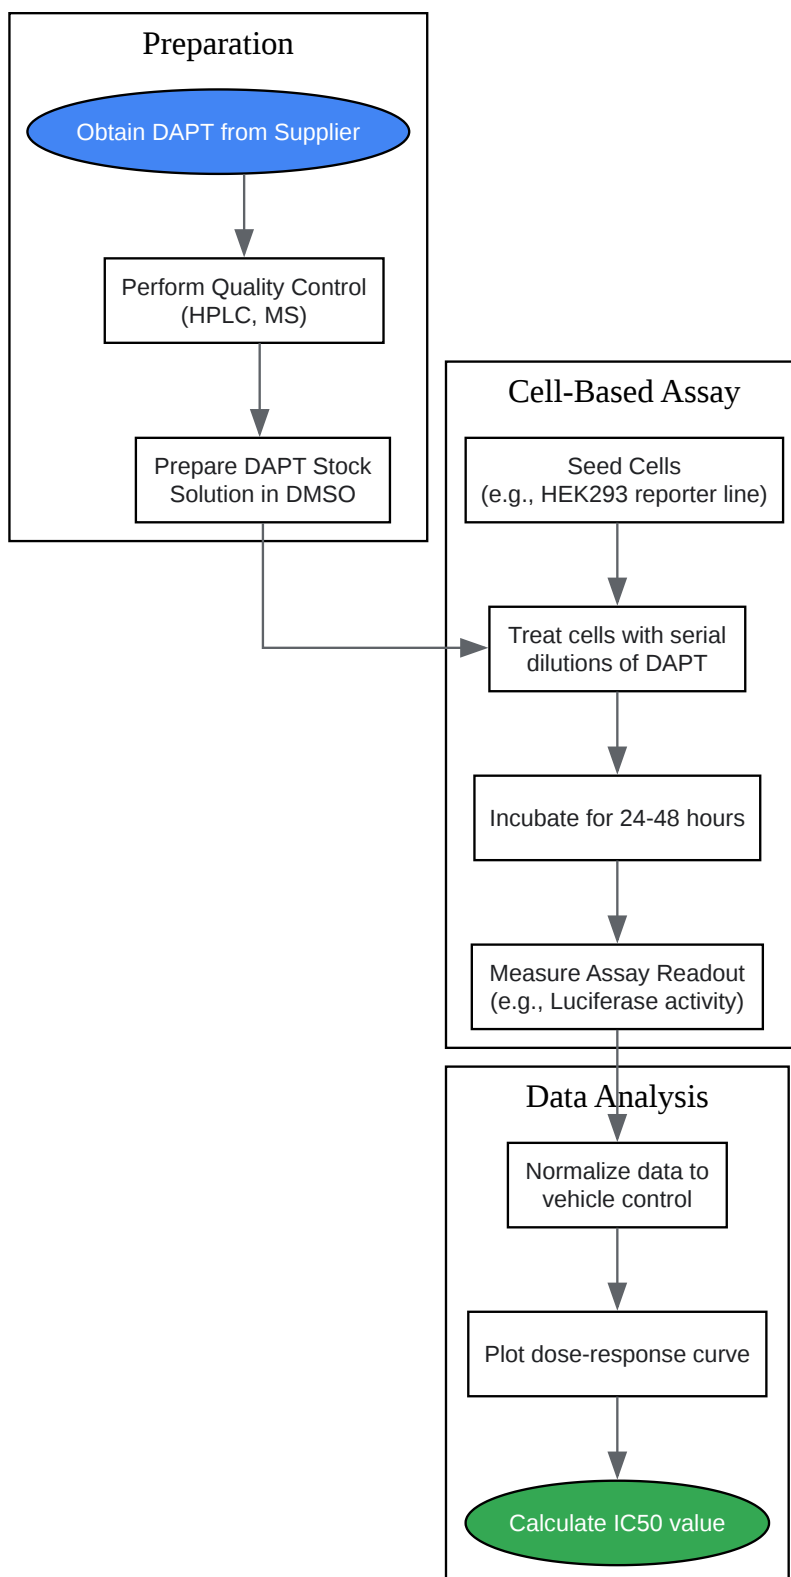 Preparation
Obtain DAPT from Supplier
Perform Quality Control
(HPLC, MS)
Prepare DAPT Stock
Solution in DMSO
Cell-Based Assay
Seed Cells
(e.g., HEK293 reporter line)
Treat cells with serial
dilutions of DAPT
Incubate for 24-48 hours
Measure Assay Readout
(e.g., Luciferase activity)
Data Analysis
Normalize data to
vehicle control
Plot dose-response curve
Calculate IC50 value